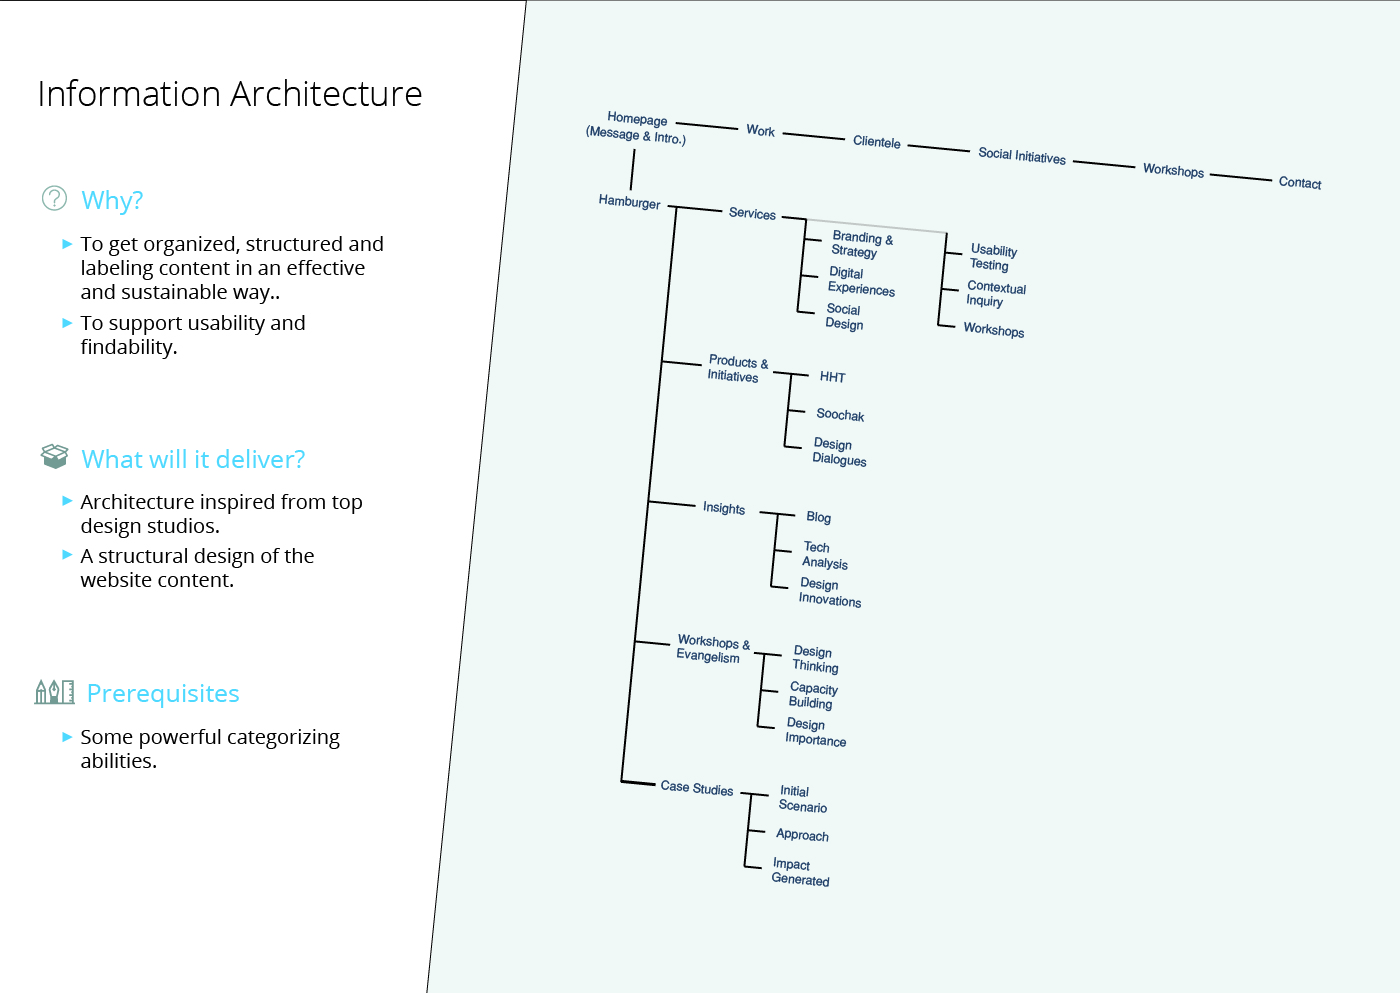 Information Architecture
Why?
To get organized, structured and
labeling content in an effective
and sustainable way..
To support usability and
findability.
What will it deliver?
Architecture inspired from top
design studios.
A structural design of the
website content.
Prerequisites
Some powerful categorizing
abilities.
Homepage
(Message & Intro.)
Work
Clientele
Social Initiatives
Workshops
Contact
Hamburger
Services
Branding &
Strategy
Digital
Experiences
Social
Design
Usability
Testing
Contextual
Inquiry
Workshops
Products &
Initiatives
HHT
Soochak
Design
Dialogues
Insights
Blog
Tech
Analysis
Design
Innovations
Workshops &
Evangelism
Design
Thinking
Capacity
Building
Design
Importance
Case Studies
Initial
Scenario
Approach
Impact
Generated